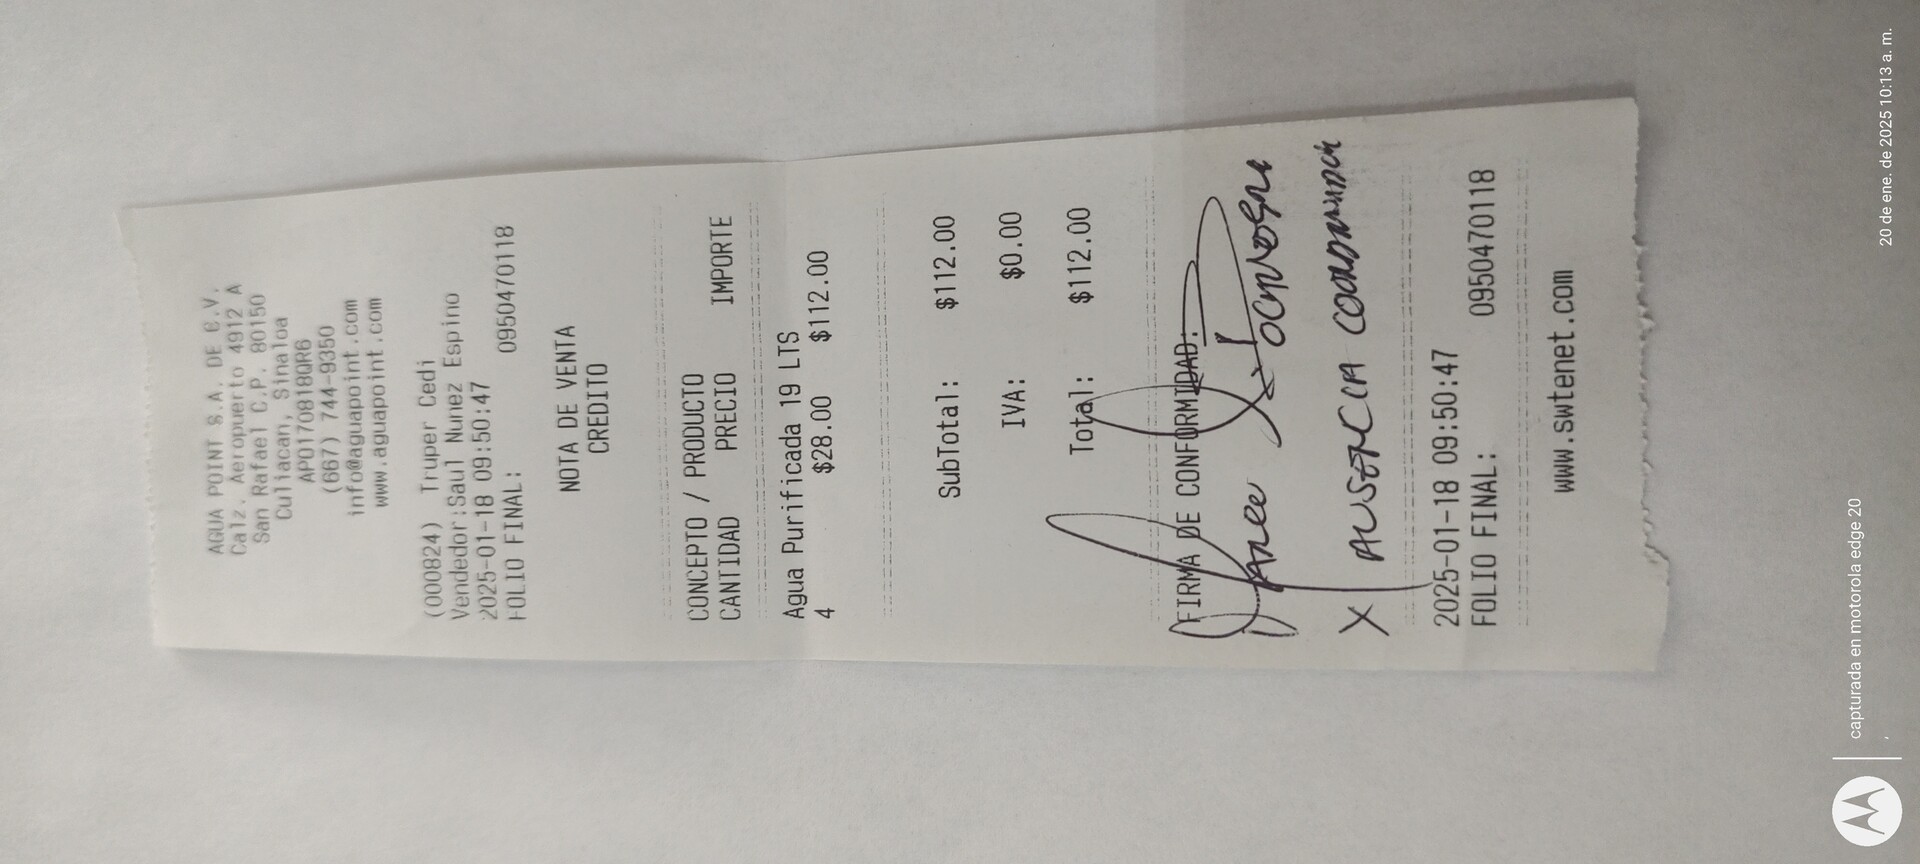 AGUA POINT S.A. DE C.V.
Calz. Aeropuerto 4912 A
San Rafael C.P. 80150
Culiacan, Sinaloa
APO170818QR6
(667) 744-9350
info@aguapoint.com
www.aguapoint.com
(000824) Truper Cedi
Vendedor:Saul Nunez Espino
2025-01-18 09:50:47
FOLIO FINAL: 0950470118
NOTA DE VENTA
CREDITO
CONCEPTO / PRODUCTO
CANTIDAD PRECIO IMPORTE
Agua Purificada 19 LTS
4 $28.00 $112.00
SubTotal: $112.00
IVA: $0.00
Total: $112.00
FIRMA DE CONFORMIDAD:
X AUSENCIA
2025-01-18 09:50:47
FOLIO FINAL: 0950470118
www.swtenet.com
capturada en motorola edge 20
20 de ene. de 2025 10:13 a. m.